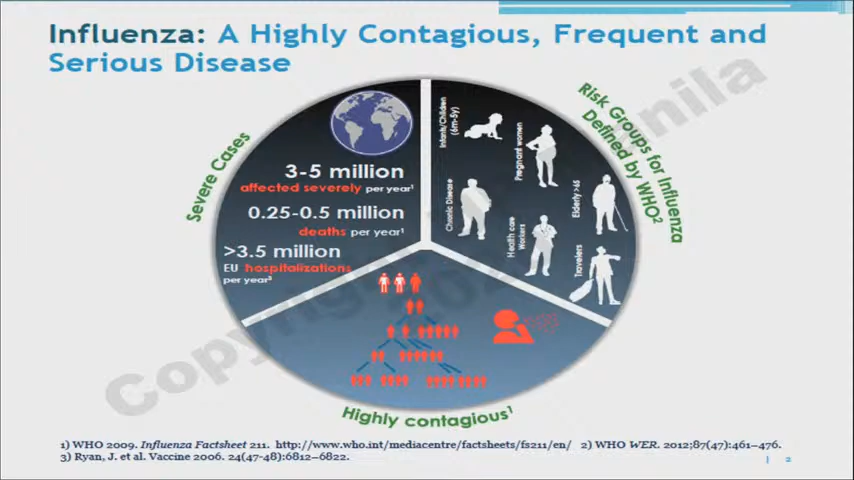 Influenza: A Highly Contagious, Frequent and
Serious Disease
Severe Cases
3-5 million
affected severely per year¹
0.25-0.5 million
deaths per year¹
>3.5 million
EU hospitalizations
per year³
Risk Groups for Influenza
Defined by WHO²
Infants/Children
(6m-5y)
Pregnant women
Chronic Disease
Elderly >65
Health care
Workers
Travelers
Highly contagious¹
1) WHO 2009. Influenza Factsheet 211. http://www.who.int/mediacentre/factsheets/fs211/en/ 2) WHO WER. 2012;87(47):461–476.
3) Ryan, J. et al. Vaccine 2006. 24(47-48):6812–6822.
2